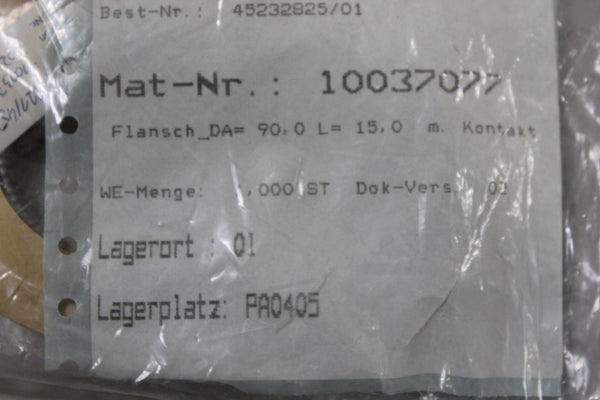 Best-Nr.: 45232825/01
Mat-Nr.: 10037077
Flansch_DA= 90,0 L= 15,0 m. Kontakt
WE-Menge: ,000 ST Dok-Vers
Lagerort : 01
Lagerplatz: PA0405